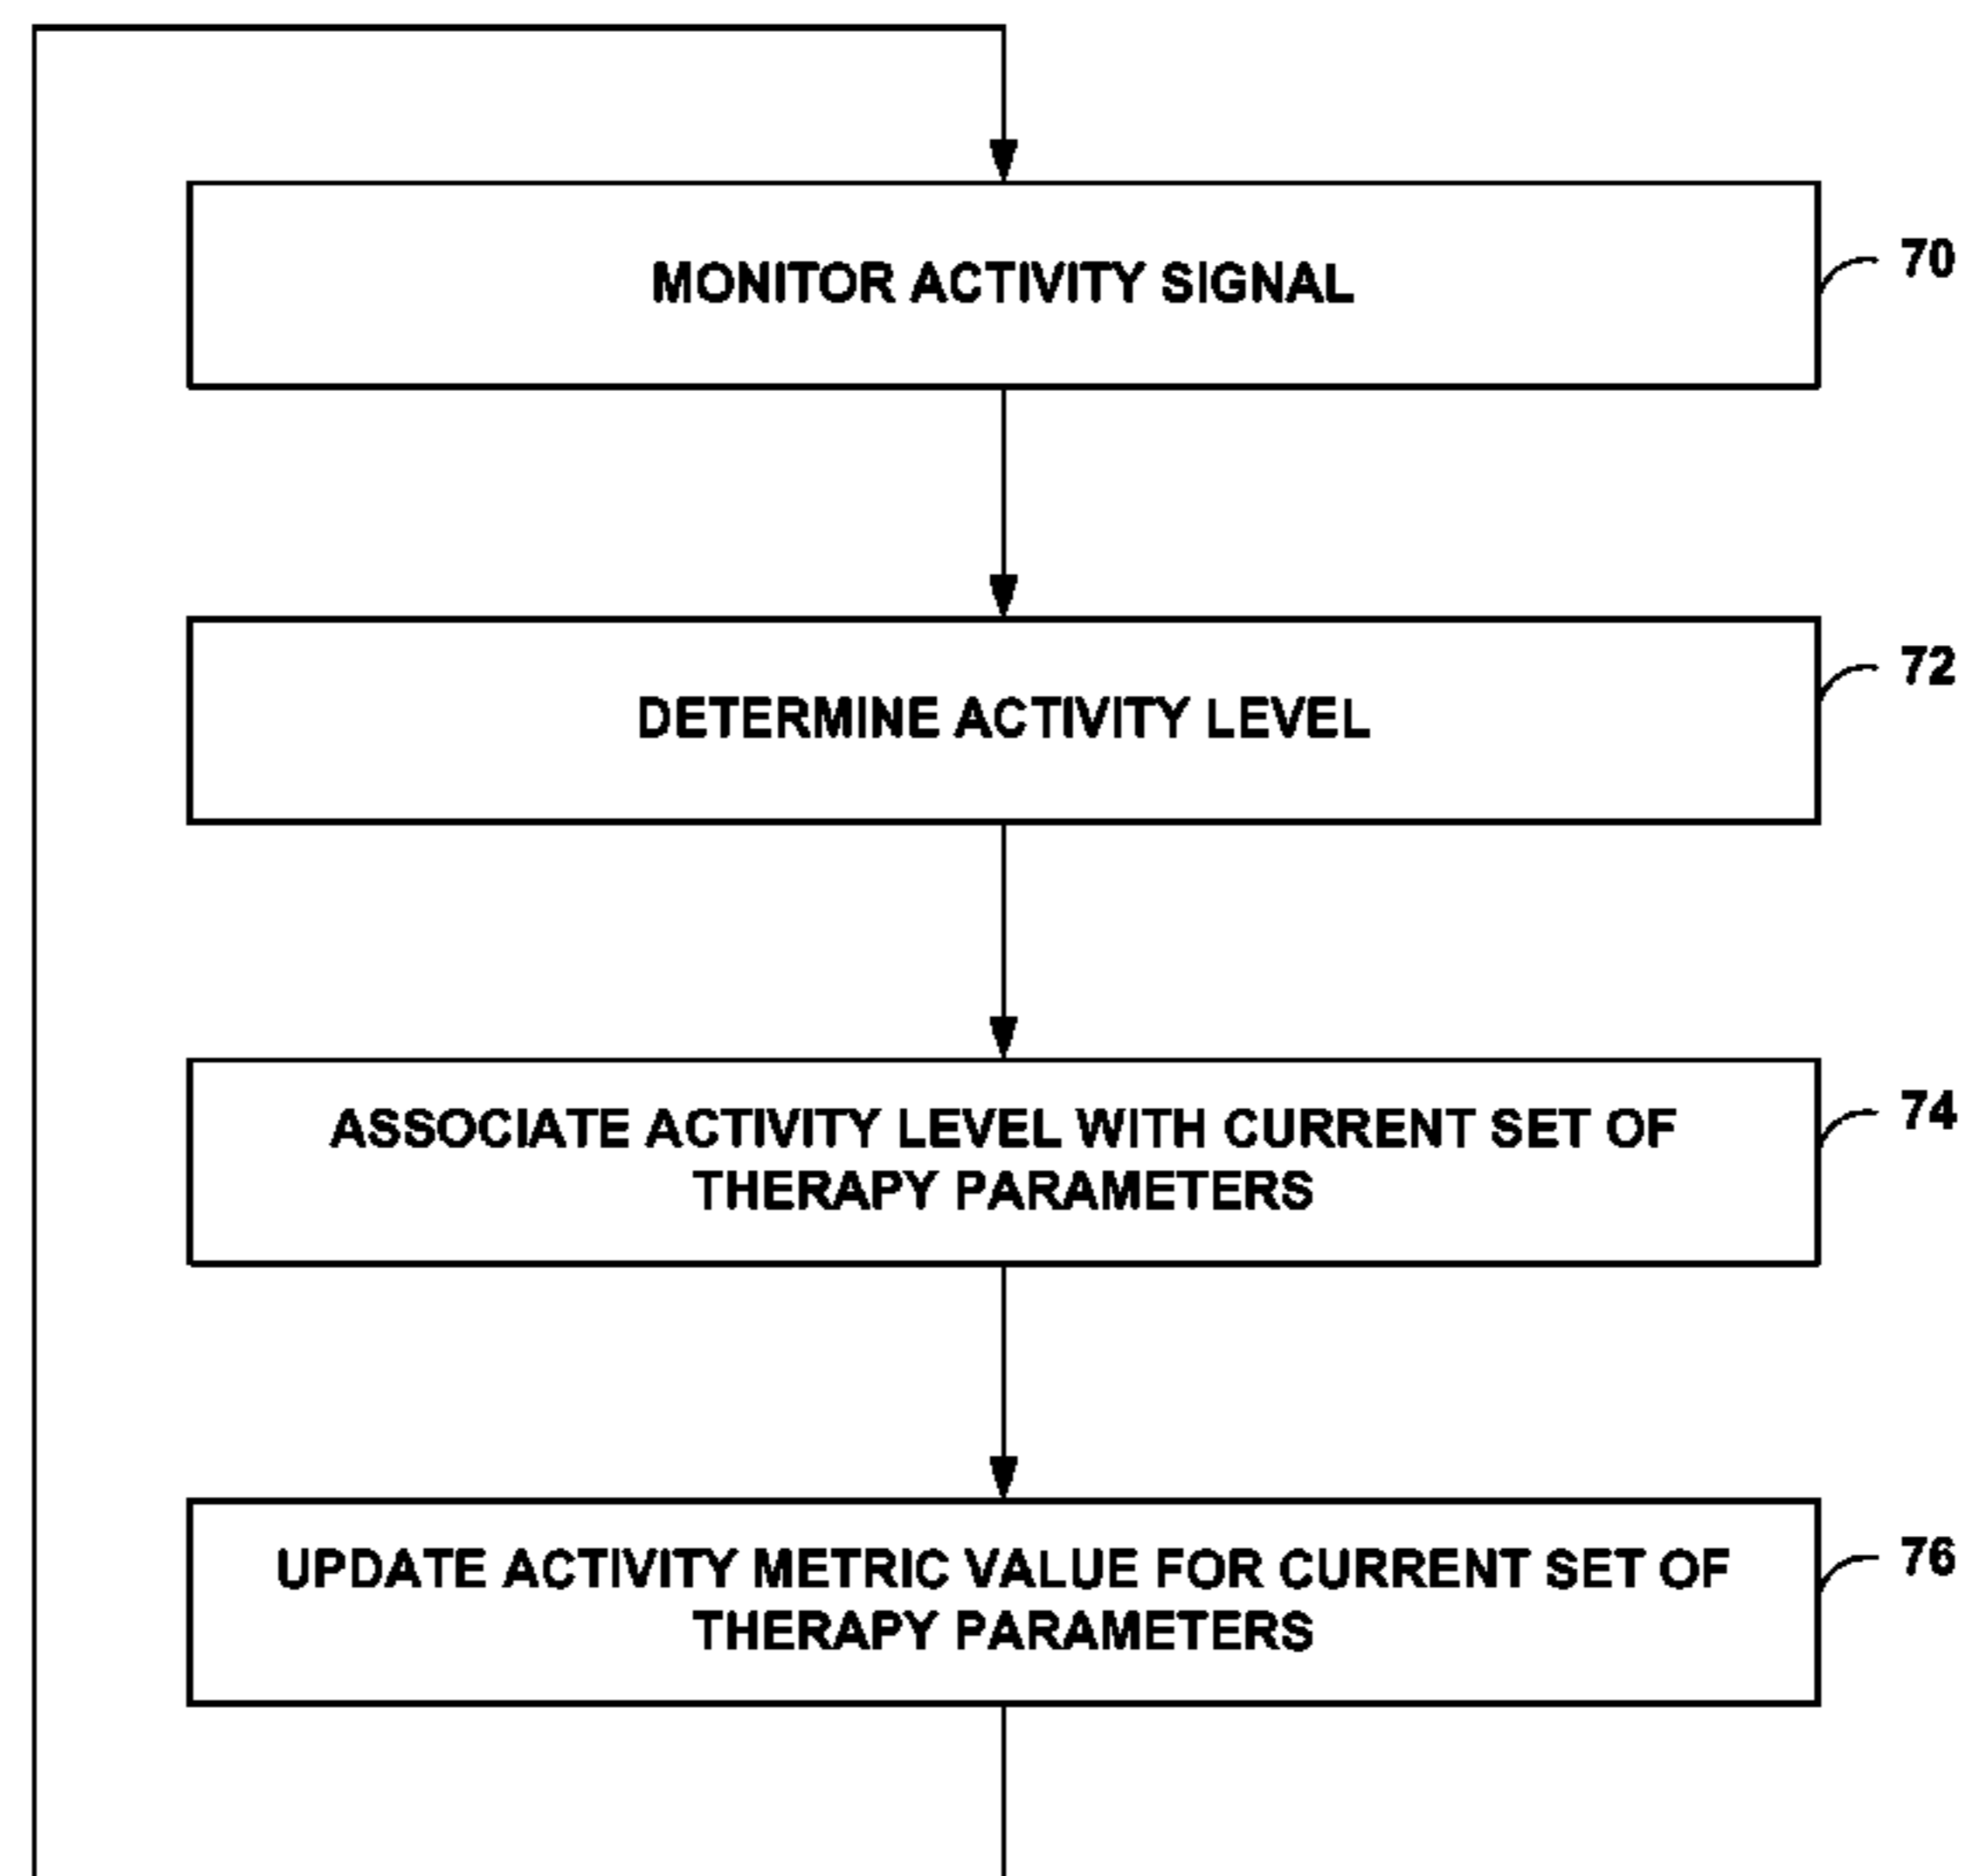 MONITOR ACTIVITY SIGNAL
70
DETERMINE ACTIVITY LEVEL
72
ASSOCIATE ACTIVITY LEVEL WITH CURRENT SET OF
THERAPY PARAMETERS
74
UPDATE ACTIVITY METRIC VALUE FOR CURRENT SET OF
THERAPY PARAMETERS
76